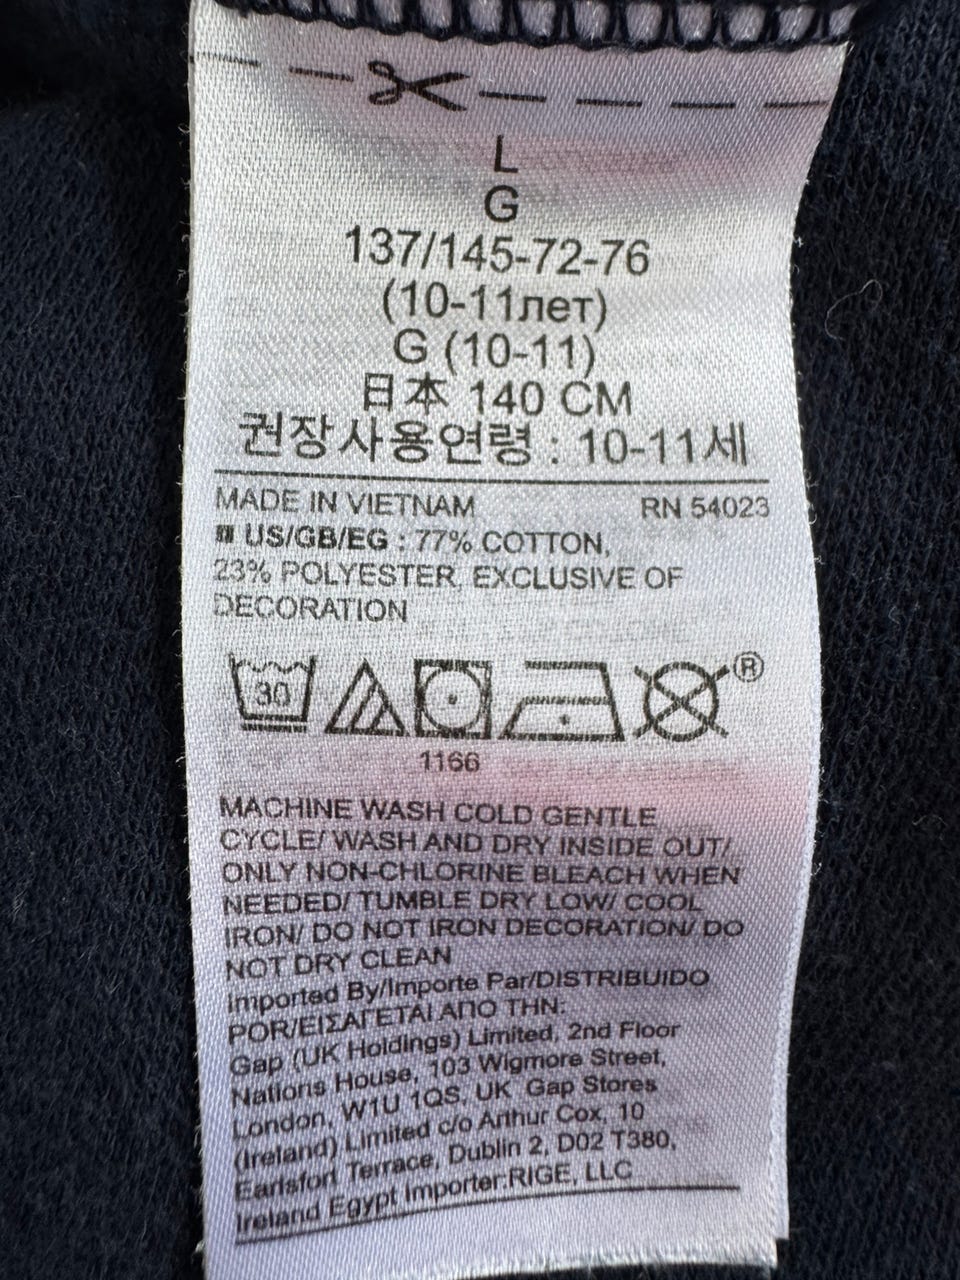 L
G
137/145-72-76
(10-11лет)
G (10-11)
日本 140 CM
권장사용연령 : 10-11세
MADE IN VIETNAM RN 54023
US/GB/EG : 77% COTTON,
23% POLYESTER, EXCLUSIVE OF
DECORATION
30
®
1166
MACHINE WASH COLD GENTLE
CYCLE/ WASH AND DRY INSIDE OUT/
ONLY NON-CHLORINE BLEACH WHEN
NEEDED/ TUMBLE DRY LOW/ COOL
IRON/ DO NOT IRON DECORATION/ DO
NOT DRY CLEAN
Imported By/Importe Par/DISTRIBUIDO
POR/ΕΙΣΑΓΕΤΑΙ ΑΠΟ ΤΗΝ:
Gap (UK Holdings) Limited, 2nd Floor
Nations House, 103 Wigmore Street,
London, W1U 1QS, UK Gap Stores
(Ireland) Limited c/o Arthur Cox, 10
Earlsfort Terrace, Dublin 2, D02 T380,
Ireland Egypt Importer:RIGE, LLC